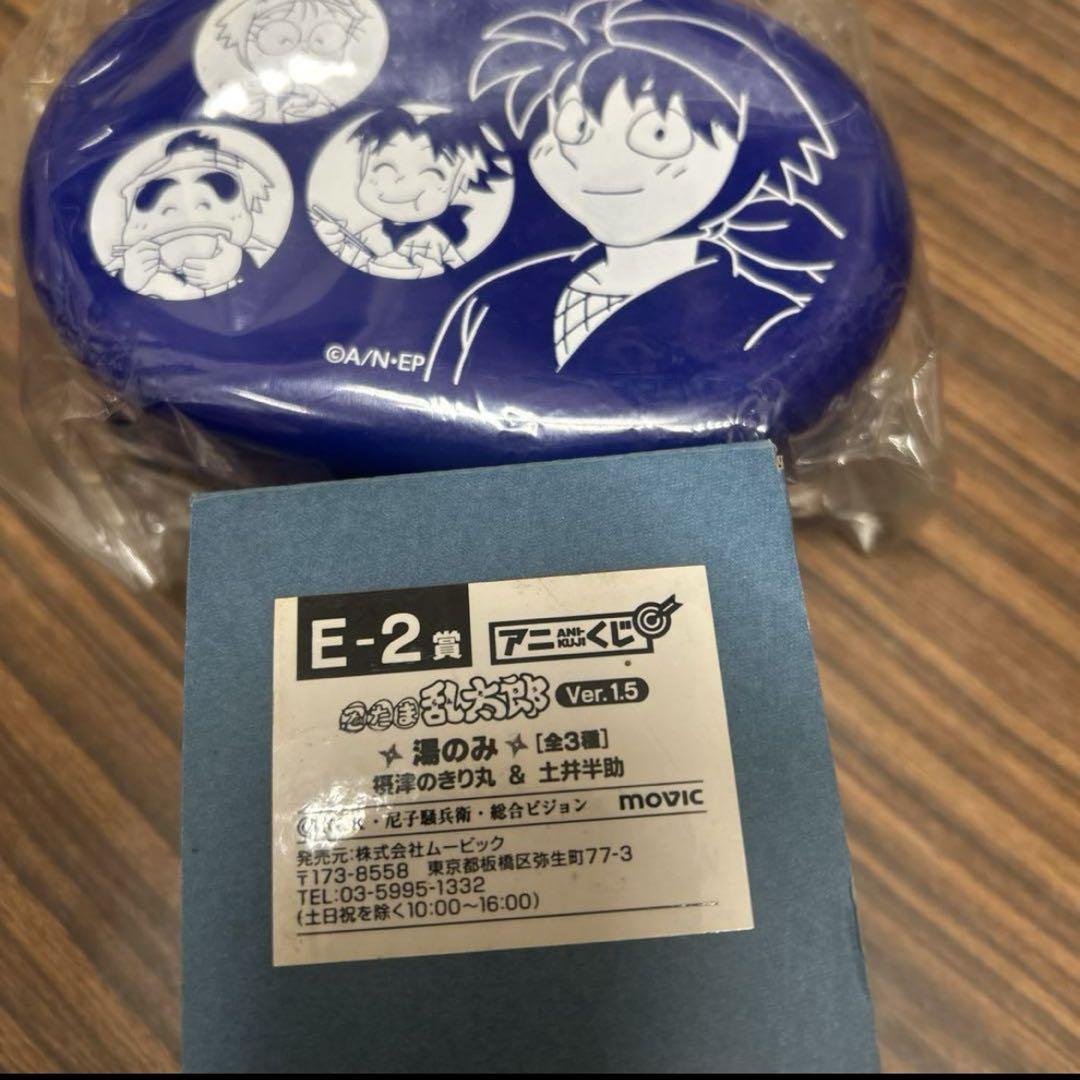 ©A/N・EP
E-2賞
アニくじ ANI-KUJI
忍たま乱太郎 Ver.1.5
湯のみ [全3種]
摂津のきり丸 & 土井半助
・尼子騒兵衛・総合ビジョン movic
発売元:株式会社ムービック
〒173-8558 東京都板橋区弥生町77-3
TEL:03-5995-1332
(土日祝を除く10:00〜16:00)